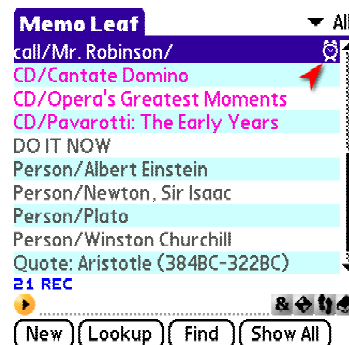 Memo Leaf
All
call/Mr. Robinson/
CD/Cantate Domino
CD/Opera's Greatest Moments
CD/Pavarotti: The Early Years
DO IT NOW
Person/Albert Einstein
Person/Newton, Sir Isaac
Person/Plato
Person/Winston Churchill
Quote: Aristotle (384BC-322BC)
21 REC
&
New Lookup Find Show All